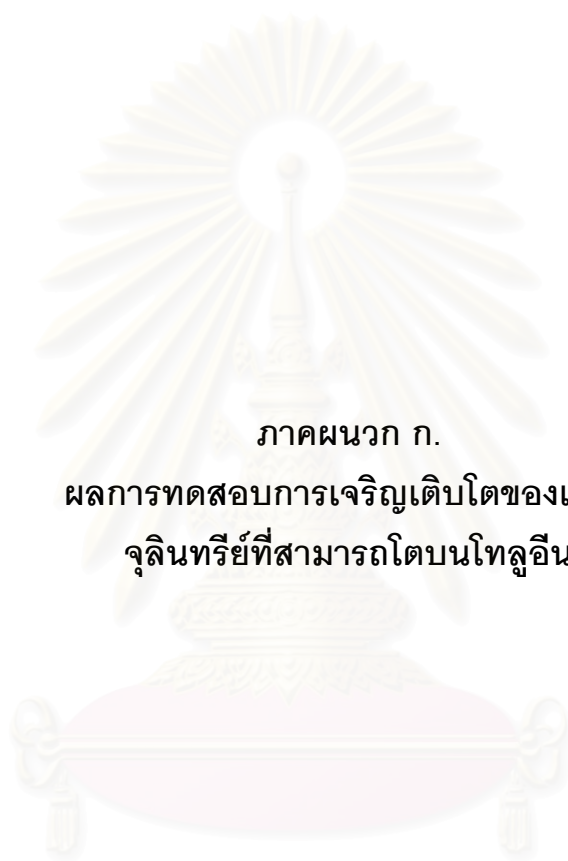 ภาคผนวก ก.
ผลการทดสอบการเจริญเติบโตของเ
จุลินทรีย์ที่สามารถโตบนโทลูอีน